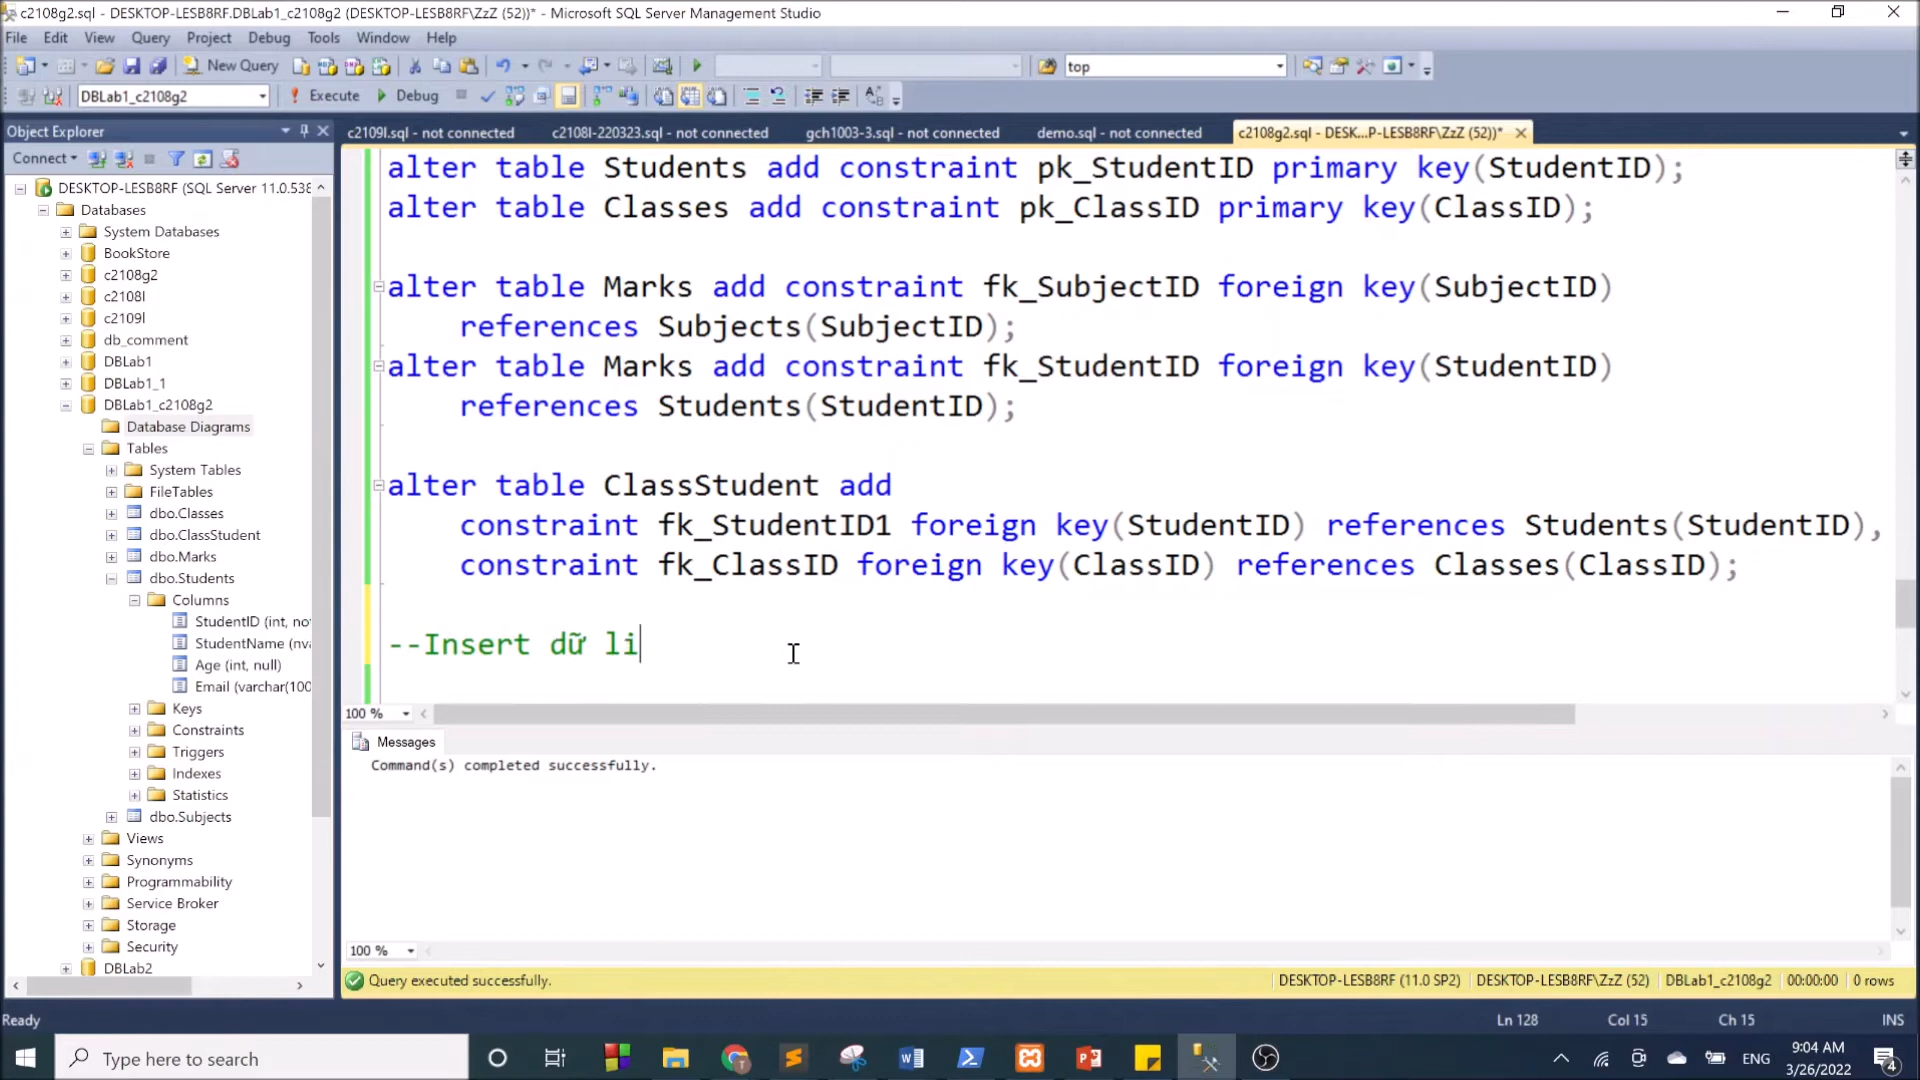 c2108g2.sql - DESKTOP-LESB8RF.DBLab1_c2108g2 (DESKTOP-LESB8RF\ZzZ (52))* - Microsoft SQL Server Management Studio
File Edit View Query Project Debug Tools Window Help
New Query top
DBLab1_c2108g2 Execute Debug
Object Explorer
Connect
DESKTOP-LESB8RF (SQL Server 11.0.538
Databases
System Databases
BookStore
c2108g2
c2108l
c2109l
db_comment
DBLab1
DBLab1_1
DBLab1_c2108g2
Database Diagrams
Tables
System Tables
FileTables
dbo.Classes
dbo.ClassStudent
dbo.Marks
dbo.Students
Columns
StudentID (int, no
StudentName (nv
Age (int, null)
Email (varchar(100
Keys
Constraints
Triggers
Indexes
Statistics
dbo.Subjects
Views
Synonyms
Programmability
Service Broker
Storage
Security
DBLab2
c2109l.sql - not connected c2108l-220323.sql - not connected gch1003-3.sql - not connected demo.sql - not connected c2108g2.sql - DESK...P-LESB8RF\ZzZ (52))*
alter table Students add constraint pk_StudentID primary key(StudentID);
alter table Classes add constraint pk_ClassID primary key(ClassID);
alter table Marks add constraint fk_SubjectID foreign key(SubjectID)
references Subjects(SubjectID);
alter table Marks add constraint fk_StudentID foreign key(StudentID)
references Students(StudentID);
alter table ClassStudent add
constraint fk_StudentID1 foreign key(StudentID) references Students(StudentID),
constraint fk_ClassID foreign key(ClassID) references Classes(ClassID);
--Insert dữ li
100 %
Messages
Command(s) completed successfully.
100 %
Query executed successfully. DESKTOP-LESB8RF (11.0 SP2) DESKTOP-LESB8RF\ZzZ (52) DBLab1_c2108g2 00:00:00 0 rows
Ready Ln 128 Col 15 Ch 15 INS
Type here to search ENG 9:04 AM
3/26/2022 4